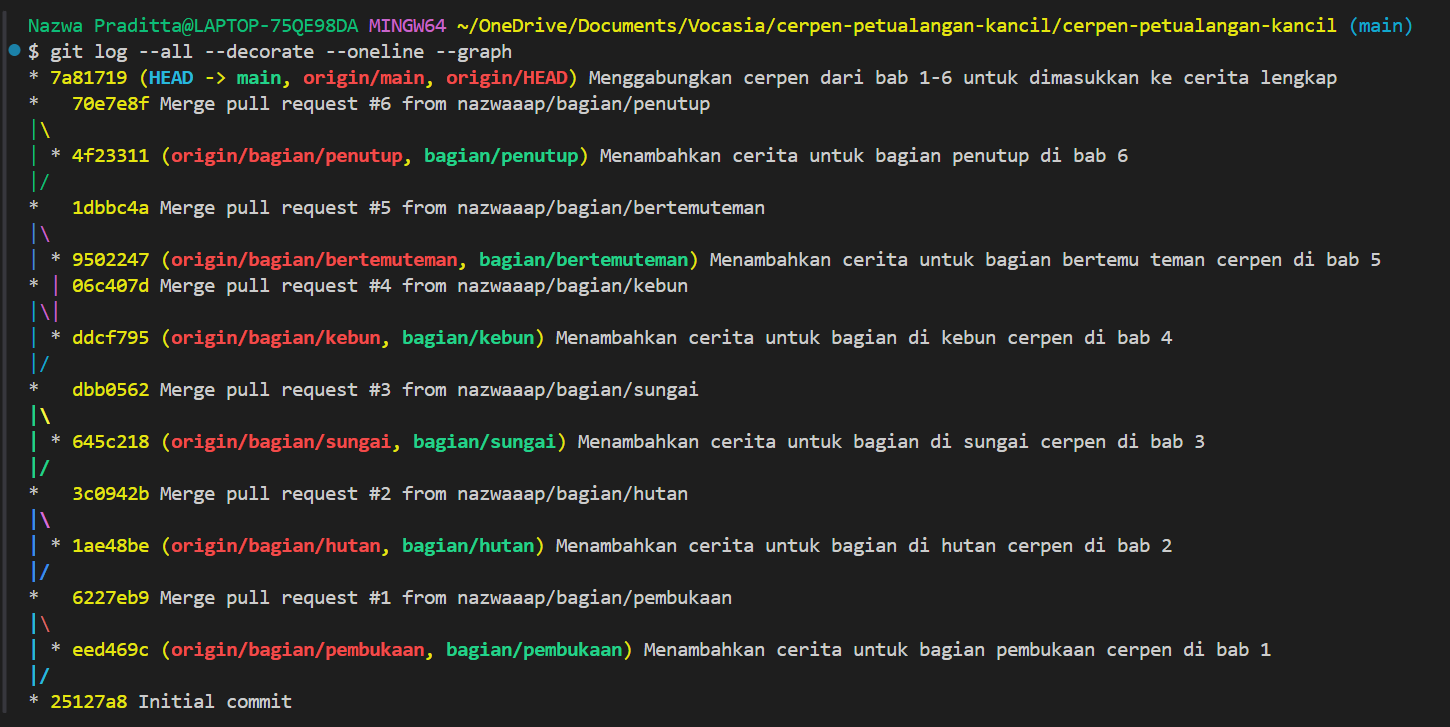 Nazwa Praditta@LAPTOP-75QE98DA MINGW64 ~/OneDrive/Documents/Vocasia/cerpen-petualangan-kancil/cerpen-petualangan-kancil (main)
$ git log --all --decorate --oneline --graph
* 7a81719 (HEAD -> main, origin/main, origin/HEAD) Menggabungkan cerpen dari bab 1-6 untuk dimasukkan ke cerita lengkap
*   70e7e8f Merge pull request #6 from nazwaaap/bagian/penutup
|\
| * 4f23311 (origin/bagian/penutup, bagian/penutup) Menambahkan cerita untuk bagian penutup di bab 6
|/
*   1dbbc4a Merge pull request #5 from nazwaaap/bagian/bertemuteman
|\
| * 9502247 (origin/bagian/bertemuteman, bagian/bertemuteman) Menambahkan cerita untuk bagian bertemu teman cerpen di bab 5
* | 06c407d Merge pull request #4 from nazwaaap/bagian/kebun
|\|
| * ddcf795 (origin/bagian/kebun, bagian/kebun) Menambahkan cerita untuk bagian di kebun cerpen di bab 4
|/
*   dbb0562 Merge pull request #3 from nazwaaap/bagian/sungai
|\
| * 645c218 (origin/bagian/sungai, bagian/sungai) Menambahkan cerita untuk bagian di sungai cerpen di bab 3
|/
*   3c0942b Merge pull request #2 from nazwaaap/bagian/hutan
|\
| * 1ae48be (origin/bagian/hutan, bagian/hutan) Menambahkan cerita untuk bagian di hutan cerpen di bab 2
|/
*   6227eb9 Merge pull request #1 from nazwaaap/bagian/pembukaan
|\
| * eed469c (origin/bagian/pembukaan, bagian/pembukaan) Menambahkan cerita untuk bagian pembukaan cerpen di bab 1
|/
* 25127a8 Initial commit